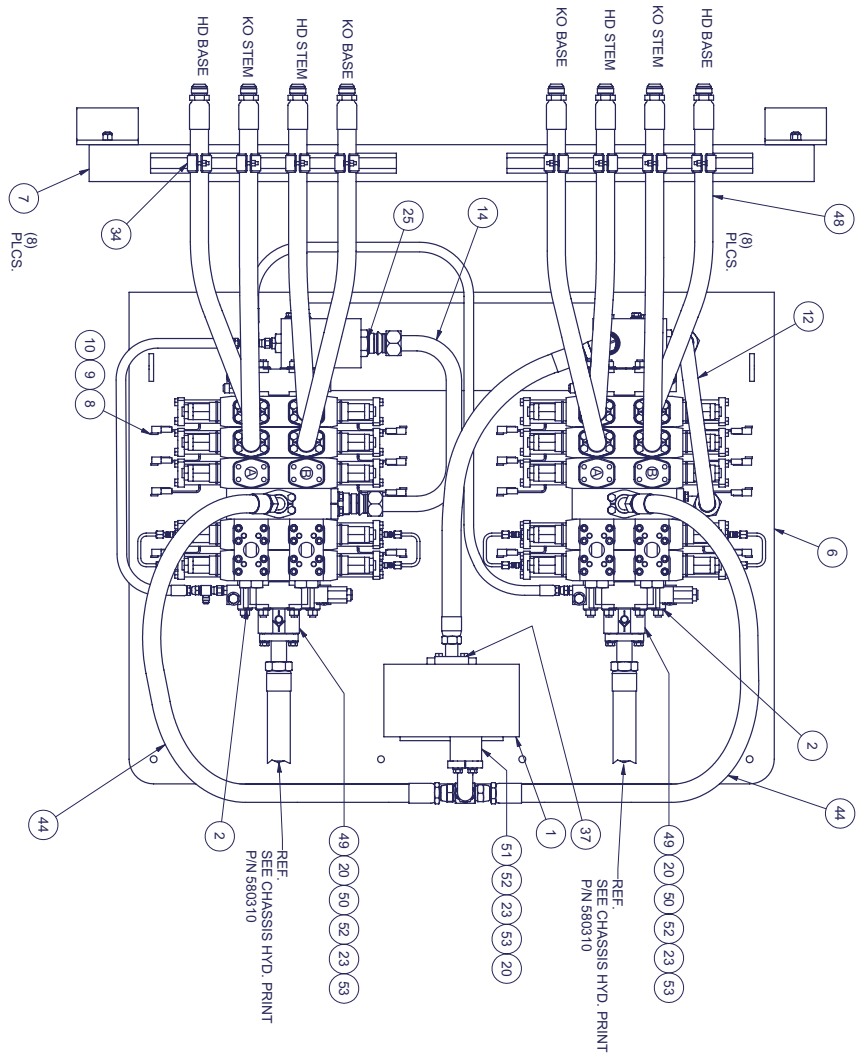 HD BASE
KO STEM
HD STEM
KO BASE
KO BASE
HD STEM
KO STEM
HD BASE
7
34
25
14
48
(8)
PLCS.
(8)
PLCS.
12
10
9
8
A
B
A
B
6
2
44
2
44
37
1
49
20
50
52
23
53
51
52
23
53
20
49
20
50
52
23
53
REF.
SEE CHASSIS HYD. PRINT
P/N 580310
REF.
SEE CHASSIS HYD. PRINT
P/N 580310